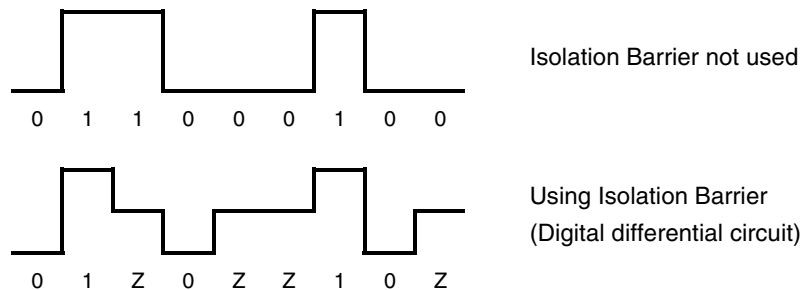 Isolation Barrier not used
0 1 1 0 0 0 1 0 0
Using Isolation Barrier
(Digital differential circuit)
0 1 Z 0 Z Z 1 0 Z